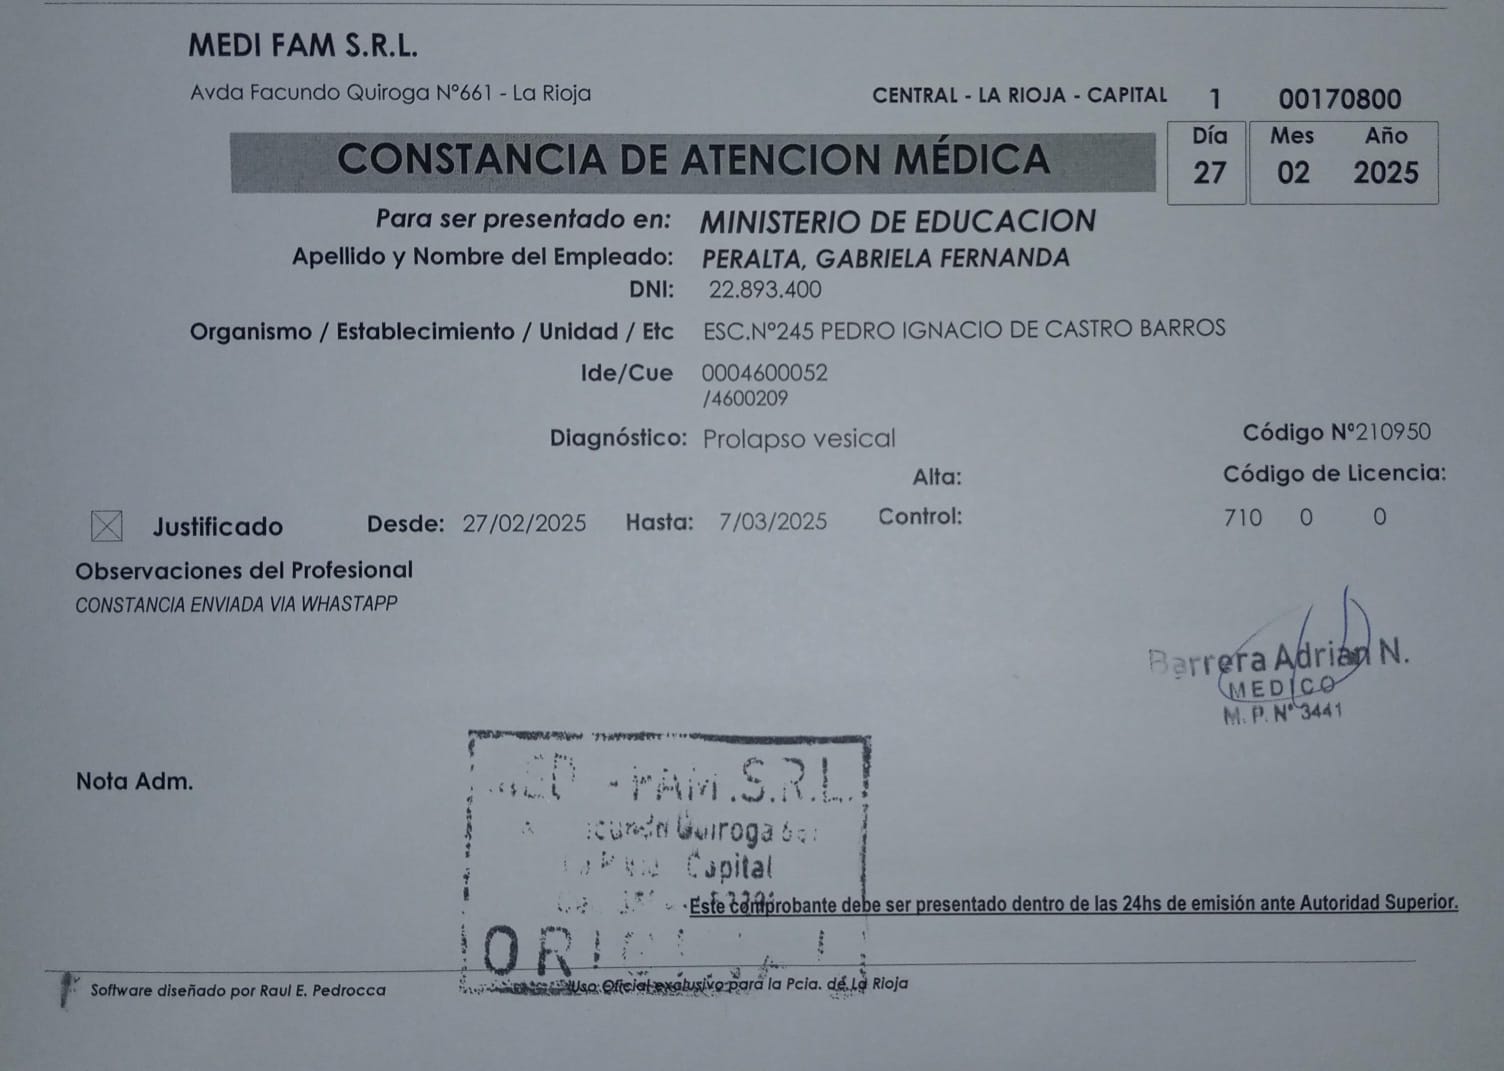 MEDI FAM S.R.L.
Avda Facundo Quiroga Nº661 - La Rioja
CENTRAL - LA RIOJA - CAPITAL 1 00170800
CONSTANCIA DE ATENCION MÉDICA
Día Mes Año
27 02 2025
Para ser presentado en: MINISTERIO DE EDUCACION
Apellido y Nombre del Empleado: PERALTA, GABRIELA FERNANDA
DNI: 22.893.400
Organismo / Establecimiento / Unidad / Etc ESC.Nº245 PEDRO IGNACIO DE CASTRO BARROS
Ide/Cue 0004600052
/4600209
Diagnóstico: Prolapso vesical
Código Nº210950
Alta:
Código de Licencia:
Justificado Desde: 27/02/2025 Hasta: 7/03/2025 Control: 710 0 0
Observaciones del Profesional
CONSTANCIA ENVIADA VIA WHASTAPP
Barrera Adrian N.
MEDICO
M. P. Nº 3441
Nota Adm.
FAM.S.R.L.
Quiroga
Capital
Este comprobante debe ser presentado dentro de las 24hs de emisión ante Autoridad Superior.
Software diseñado por Raul E. Pedrocca
Uso Oficial exclusivo para la Pcia. de La Rioja